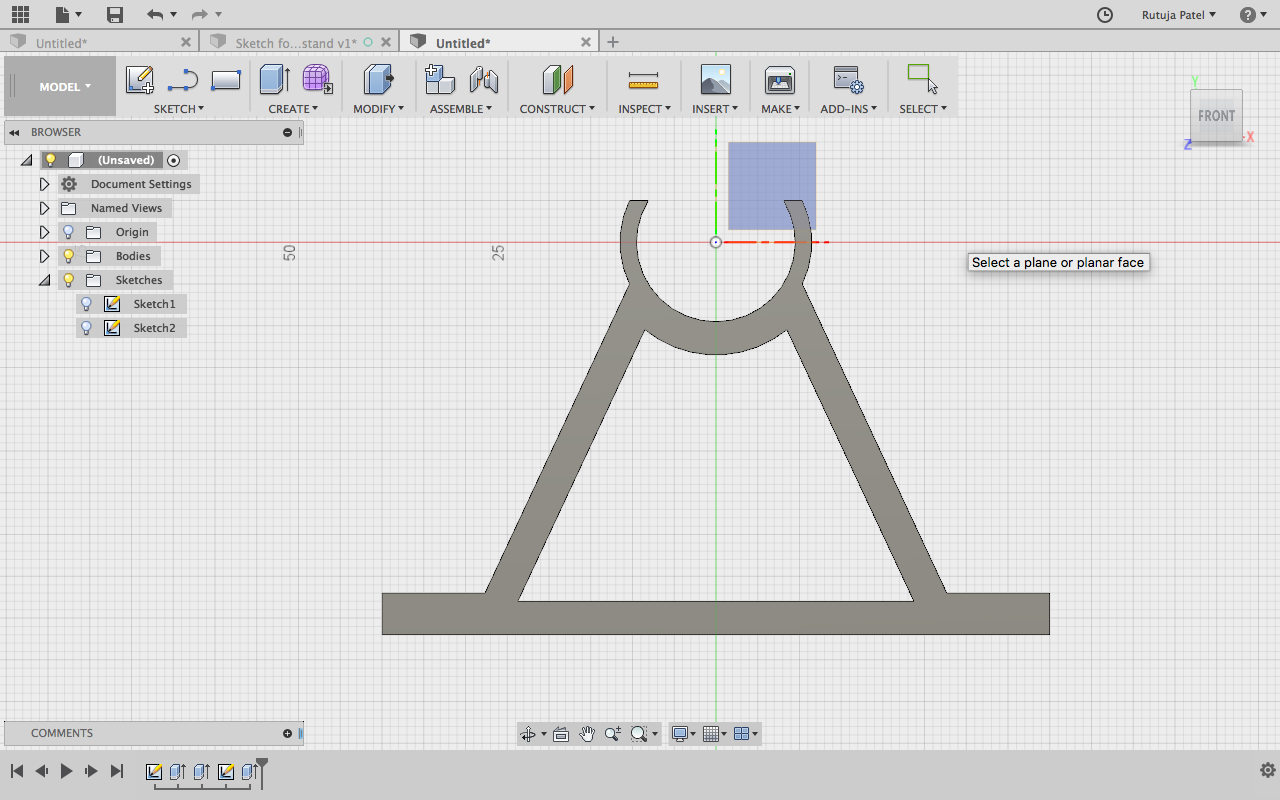 Rutuja Patel
?
Untitled*
Sketch fo...stand v1*
Untitled*
MODEL
SKETCH
CREATE
MODIFY
ASSEMBLE
CONSTRUCT
INSPECT
INSERT
MAKE
ADD-INS
SELECT
Y
FRONT
X
Z
BROWSER
(Unsaved)
Document Settings
Named Views
Origin
Bodies
Sketches
Sketch1
Sketch2
50
25
Select a plane or planar face
COMMENTS